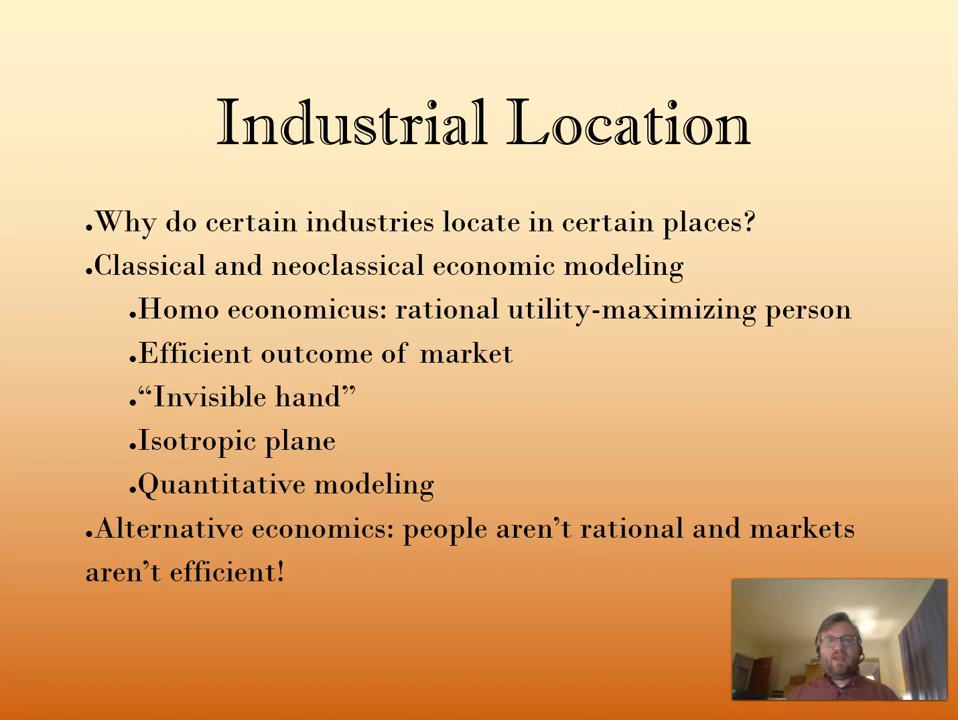 Industrial Location
.Why do certain industries locate in certain places?
.Classical and neoclassical economic modeling
.Homo economicus: rational utility-maximizing person
.Efficient outcome of market
.“Invisible hand”
.Isotropic plane
.Quantitative modeling
.Alternative economics: people aren’t rational and markets
aren’t efficient!